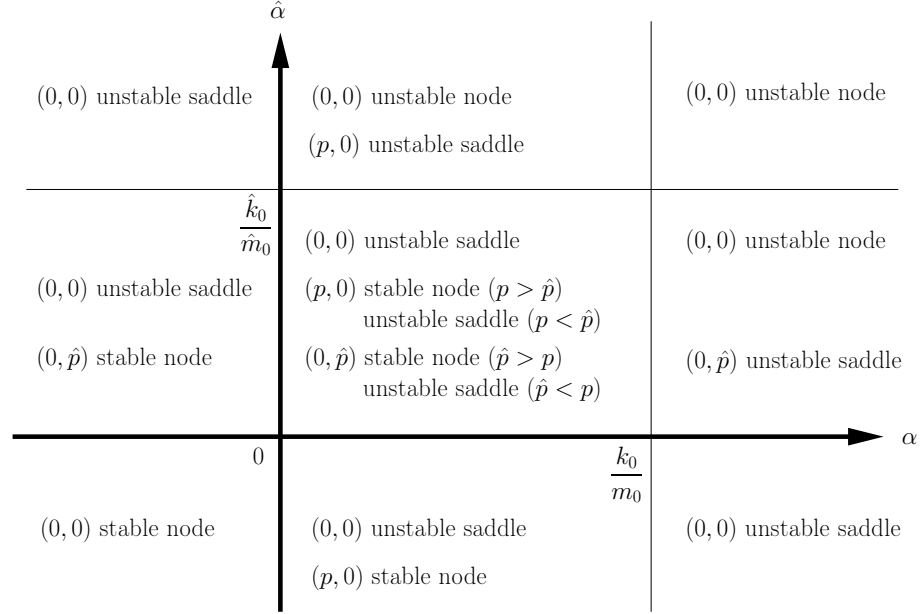 α̂
(0, 0) unstable saddle
(0, 0) unstable node
(p, 0) unstable saddle
(0, 0) unstable node
k̂₀
m̂₀
(0, 0) unstable saddle
(0, p̂) stable node
(0, 0) unstable saddle
(p, 0) stable node (p > p̂)
unstable saddle (p < p̂)
(0, p̂) stable node (p̂ > p)
unstable saddle (p̂ < p)
(0, 0) unstable node
(0, p̂) unstable saddle
α
0
k₀
m₀
(0, 0) stable node
(0, 0) unstable saddle
(p, 0) stable node
(0, 0) unstable saddle